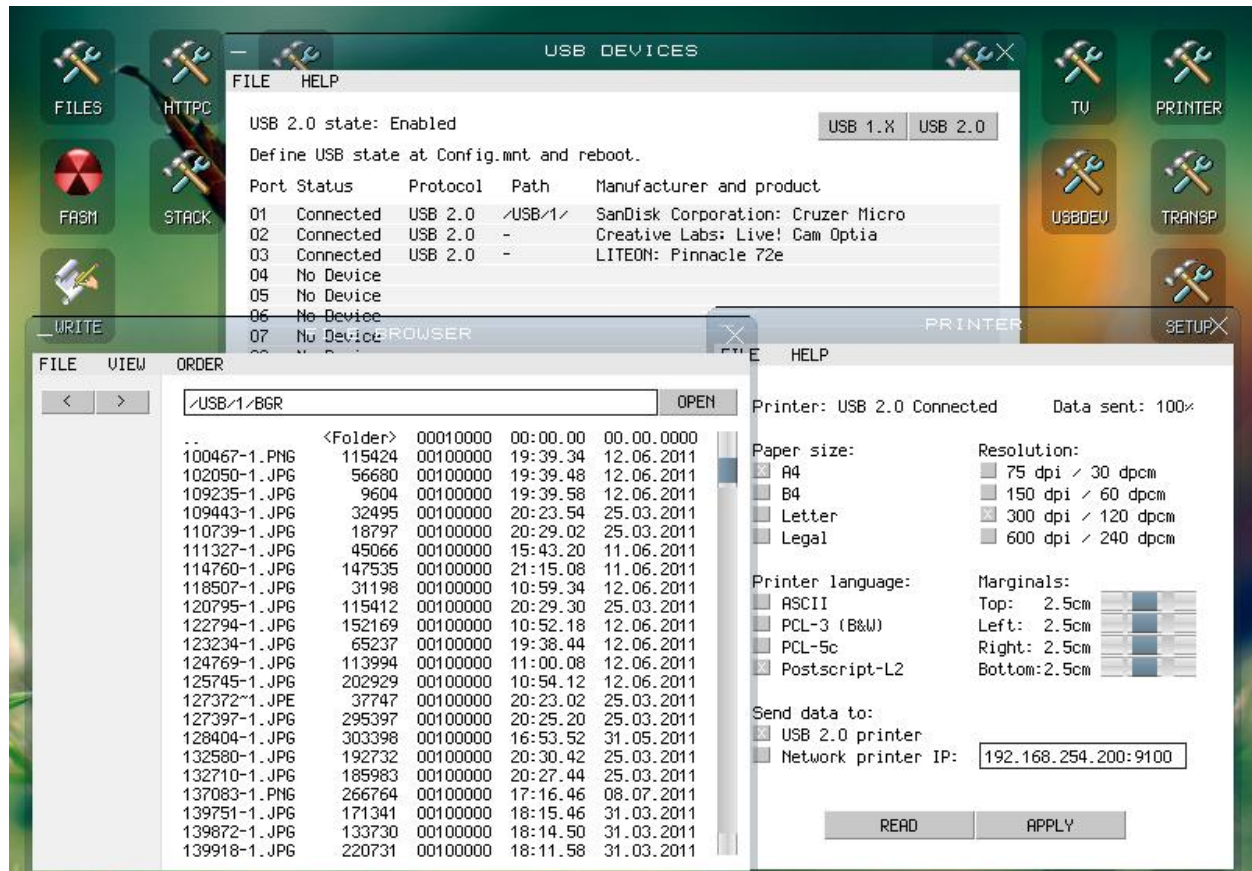 FILES
HTTPC
FASM
STACK
WRITE
TV
PRINTER
USBDEV
TRANSP
SETUP
USB DEVICES
FILE HELP
USB 2.0 state: Enabled
USB 1.X USB 2.0
Define USB state at Config.mnt and reboot.
Port Status Protocol Path Manufacturer and product
01 Connected USB 2.0 /USB/1/ SanDisk Corporation: Cruzer Micro
02 Connected USB 2.0 - Creative Labs: Live! Cam Optia
03 Connected USB 2.0 - LITEON: Pinnacle 72e
04 No Device
05 No Device
06 No Device
07 No Device
BROWSER
FILE VIEW ORDER
< >
/USB/1/BGR OPEN
.. <Folder> 00010000 00:00.00 00.00.0000
100467-1.PNG 115424 00100000 19:39.34 12.06.2011
102050-1.JPG 56680 00100000 19:39.48 12.06.2011
109235-1.JPG 9604 00100000 19:39.58 12.06.2011
109443-1.JPG 32495 00100000 20:23.54 25.03.2011
110739-1.JPG 18797 00100000 20:29.02 25.03.2011
111327-1.JPG 45066 00100000 15:43.20 11.06.2011
114760-1.JPG 147535 00100000 21:15.08 11.06.2011
118507-1.JPG 31198 00100000 10:59.34 12.06.2011
120795-1.JPG 115412 00100000 20:29.30 25.03.2011
122794-1.JPG 152169 00100000 10:52.18 12.06.2011
123234-1.JPG 65237 00100000 19:38.44 12.06.2011
124769-1.JPG 113994 00100000 11:00.08 12.06.2011
125745-1.JPG 202929 00100000 10:54.12 12.06.2011
127372~1.JPE 37747 00100000 20:23.02 25.03.2011
127397-1.JPG 295397 00100000 20:25.20 25.03.2011
128404-1.JPG 303398 00100000 16:53.52 31.05.2011
132580-1.JPG 192732 00100000 20:30.42 25.03.2011
132710-1.JPG 185983 00100000 20:27.44 25.03.2011
137083-1.PNG 266764 00100000 17:16.46 08.07.2011
139751-1.JPG 171341 00100000 18:15.46 31.03.2011
139872-1.JPG 133730 00100000 18:14.50 31.03.2011
139918-1.JPG 220731 00100000 18:11.58 31.03.2011
PRINTER
FILE HELP
Printer: USB 2.0 Connected Data sent: 100%
Paper size: Resolution:
A4 75 dpi / 30 dpcm
B4 150 dpi / 60 dpcm
Letter 300 dpi / 120 dpcm
Legal 600 dpi / 240 dpcm
Printer language: Marginals:
ASCII Top: 2.5cm
PCL-3 (B&W) Left: 2.5cm
PCL-5c Right: 2.5cm
Postscript-L2 Bottom:2.5cm
Send data to:
USB 2.0 printer
Network printer IP: 192.168.254.200:9100
READ APPLY